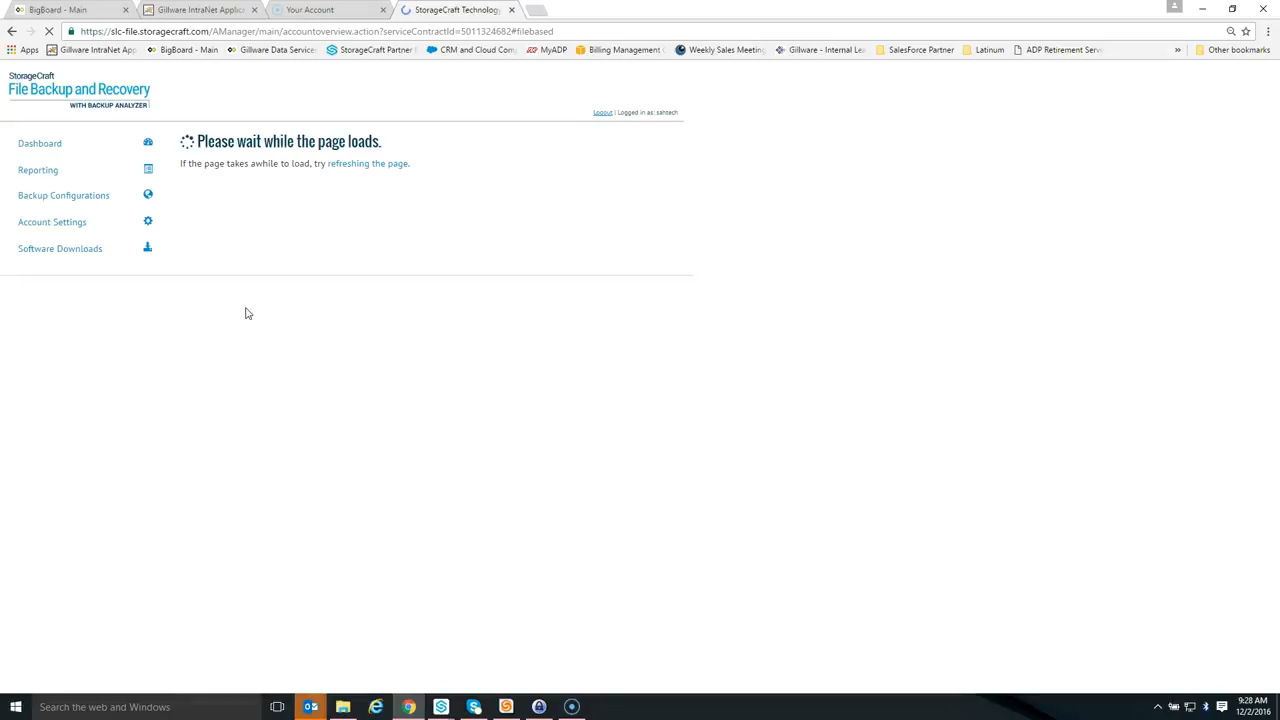 BigBoard - Main
Gillware IntraNet Applic
Your Account
StorageCraft Technology
https://slc-file.storagecraft.com/AManager/main/accountoverview.action?serviceContractId=5011324682#filebased
Apps
Gillware IntraNet App
BigBoard - Main
Gillware Data Service
StorageCraft Partner
CRM and Cloud Com
MyADP
Billing Management
Weekly Sales Meeting
Gillware - Internal Lea
SalesForce Partner
Latinum
ADP Retirement Serv
»
Other bookmarks
StorageCraft
File Backup and Recovery
WITH BACKUP ANALYZER
Logout | Logged in as: sahtech
Dashboard
Reporting
Backup Configurations
Account Settings
Software Downloads
Please wait while the page loads.
If the page takes awhile to load, try refreshing the page.
Search the web and Windows
9:28 AM
12/2/2016